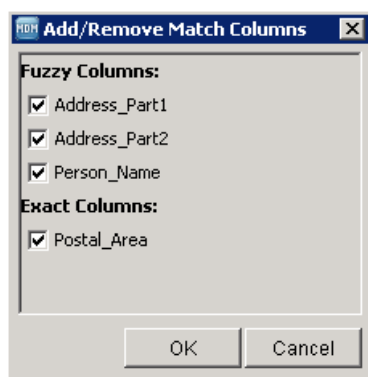 MDM Add/Remove Match Columns
Fuzzy Columns:
Address_Part1
Address_Part2
Person_Name
Exact Columns:
Postal_Area
OK Cancel